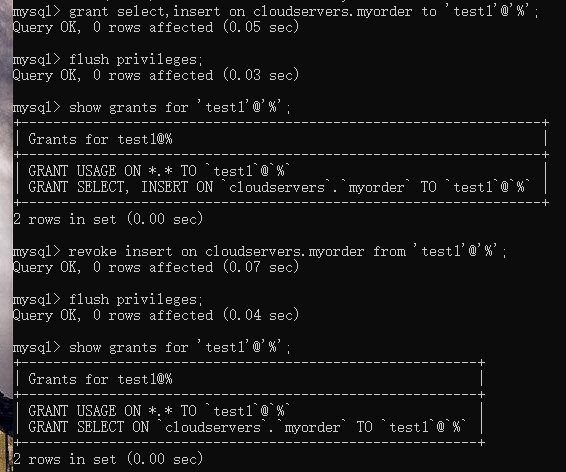 mysql> grant select,insert on cloudservers.myorder to 'test1'@'%';
Query OK, 0 rows affected (0.05 sec)
mysql> flush privileges;
Query OK, 0 rows affected (0.03 sec)
mysql> show grants for 'test1'@'%';
+-----------------------------------------------------------------+
| Grants for test1@%                                              |
+-----------------------------------------------------------------+
| GRANT USAGE ON *.* TO `test1`@`%`                               |
| GRANT SELECT, INSERT ON `cloudservers`.`myorder` TO `test1`@`%` |
+-----------------------------------------------------------------+
2 rows in set (0.00 sec)
mysql> revoke insert on cloudservers.myorder from 'test1'@'%';
Query OK, 0 rows affected (0.07 sec)
mysql> flush privileges;
Query OK, 0 rows affected (0.04 sec)
mysql> show grants for 'test1'@'%';
+---------------------------------------------------------+
| Grants for test1@%                                      |
+---------------------------------------------------------+
| GRANT USAGE ON *.* TO `test1`@`%`                       |
| GRANT SELECT ON `cloudservers`.`myorder` TO `test1`@`%` |
+---------------------------------------------------------+
2 rows in set (0.00 sec)